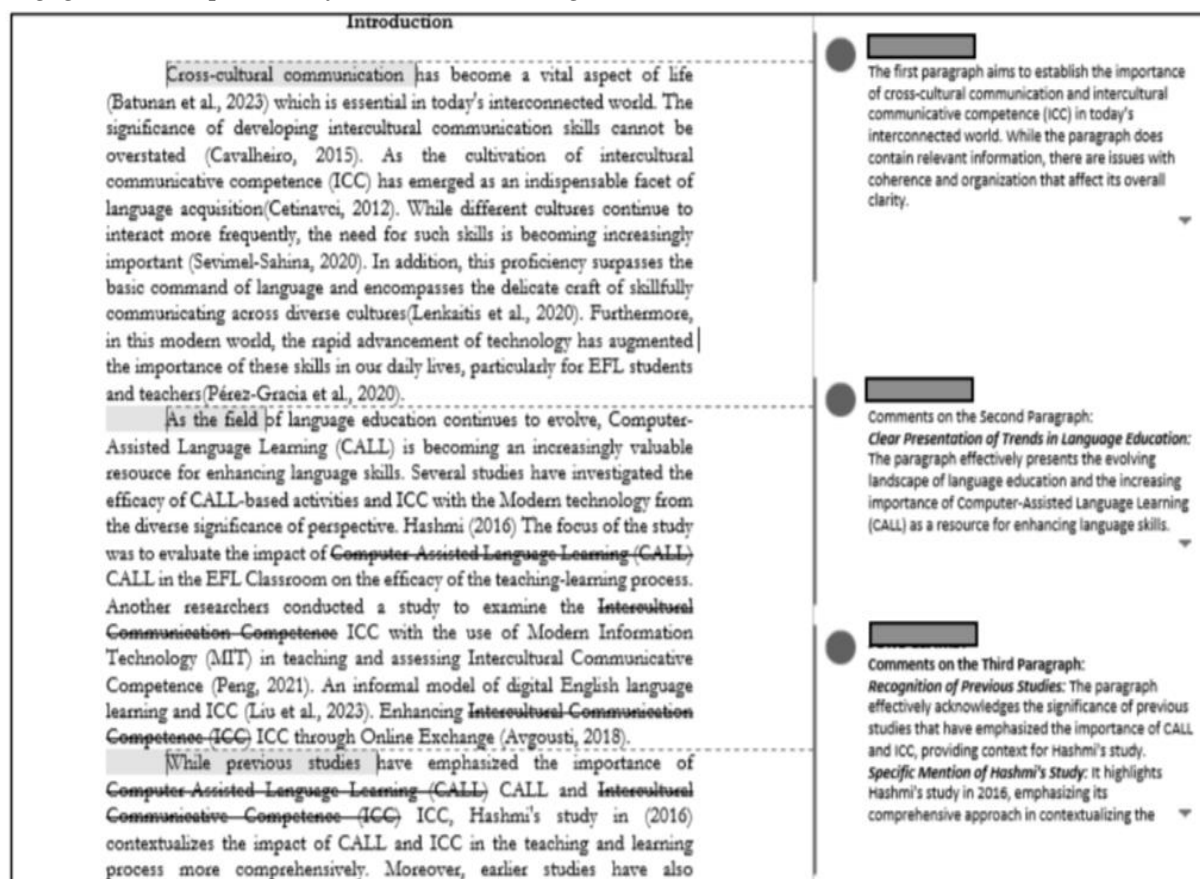 Introduction
Cross-cultural communication has become a vital aspect of life
(Batunan et al., 2023) which is essential in today's interconnected world. The
significance of developing intercultural communication skills cannot be
overstated (Cavalheiro, 2015). As the cultivation of intercultural
communicative competence (ICC) has emerged as an indispensable facet of
language acquisition(Cetinavci, 2012). While different cultures continue to
interact more frequently, the need for such skills is becoming increasingly
important (Sevimel-Sahina, 2020). In addition, this proficiency surpasses the
basic command of language and encompasses the delicate craft of skillfully
communicating across diverse cultures(Lenkaitis et al., 2020). Furthermore,
in this modern world, the rapid advancement of technology has augmented
the importance of these skills in our daily lives, particularly for EFL students
and teachers(Pérez-Gracia et al., 2020).
As the field of language education continues to evolve, Computer-
Assisted Language Learning (CALL) is becoming an increasingly valuable
resource for enhancing language skills. Several studies have investigated the
efficacy of CALL-based activities and ICC with the Modern technology from
the diverse significance of perspective. Hashmi (2016) The focus of the study
was to evaluate the impact of Computer Assisted Language Learning (CALL)
CALL in the EFL Classroom on the efficacy of the teaching-learning process.
Another researchers conducted a study to examine the Intercultural
Communication Competence ICC with the use of Modern Information
Technology (MIT) in teaching and assessing Intercultural Communicative
Competence (Peng, 2021). An informal model of digital English language
learning and ICC (Liu et al., 2023). Enhancing Intercultural Communication
Competence (ICC) ICC through Online Exchange (Avgousti, 2018).
While previous studies have emphasized the importance of
Computer-Assisted Language Learning (CALL) CALL and Intercultural
Communicative Competence (ICC) ICC, Hashmi's study in (2016)
contextualizes the impact of CALL and ICC in the teaching and learning
process more comprehensively. Moreover, earlier studies have also
The first paragraph aims to establish the importance
of cross-cultural communication and intercultural
communicative competence (ICC) in today's
interconnected world. While the paragraph does
contain relevant information, there are issues with
coherence and organization that affect its overall
clarity.
Comments on the Second Paragraph:
Clear Presentation of Trends in Language Education:
The paragraph effectively presents the evolving
landscape of language education and the increasing
importance of Computer-Assisted Language Learning
(CALL) as a resource for enhancing language skills.
Comments on the Third Paragraph:
Recognition of Previous Studies: The paragraph
effectively acknowledges the significance of previous
studies that have emphasized the importance of CALL
and ICC, providing context for Hashmi's study.
Specific Mention of Hashmi's Study: It highlights
Hashmi's study in 2016, emphasizing its
comprehensive approach in contextualizing the